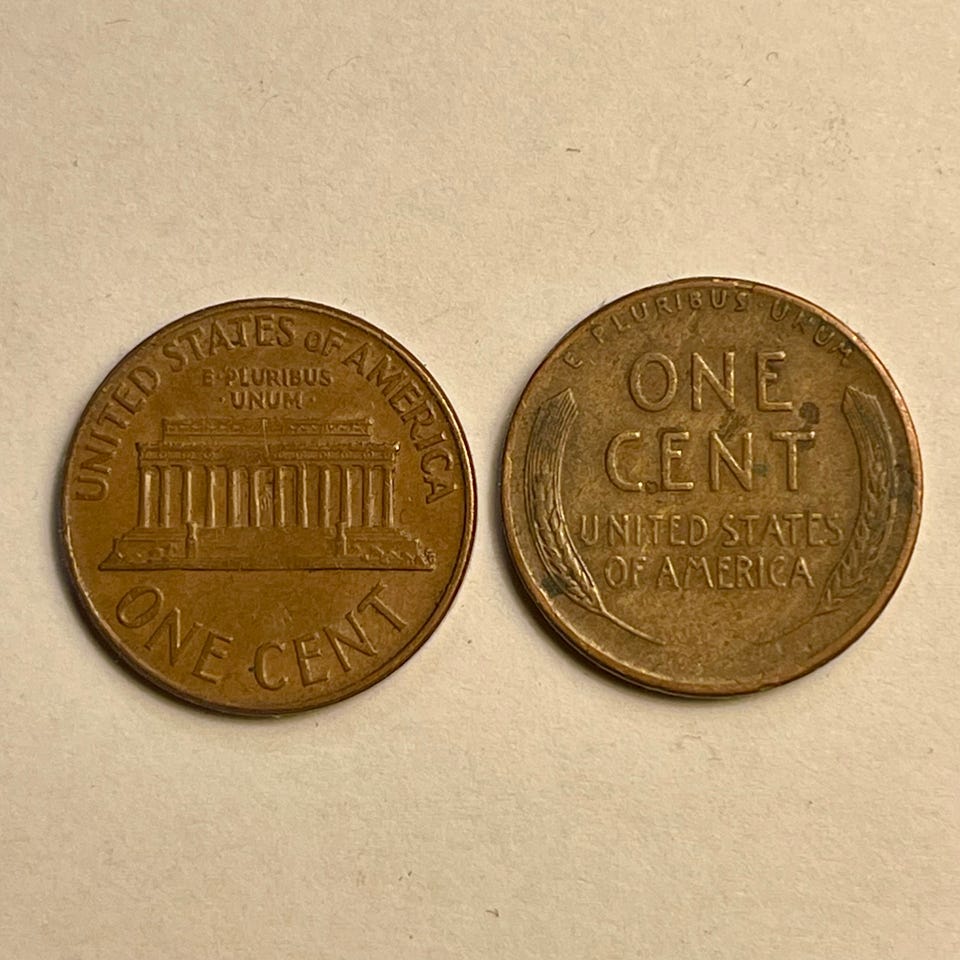 UNITED STATES OF AMERICA
E·PLURIBUS
·UNUM·
ONE CENT
E·PLURIBUS·UNUM
ONE
CENT
UNITED STATES
OF AMERICA